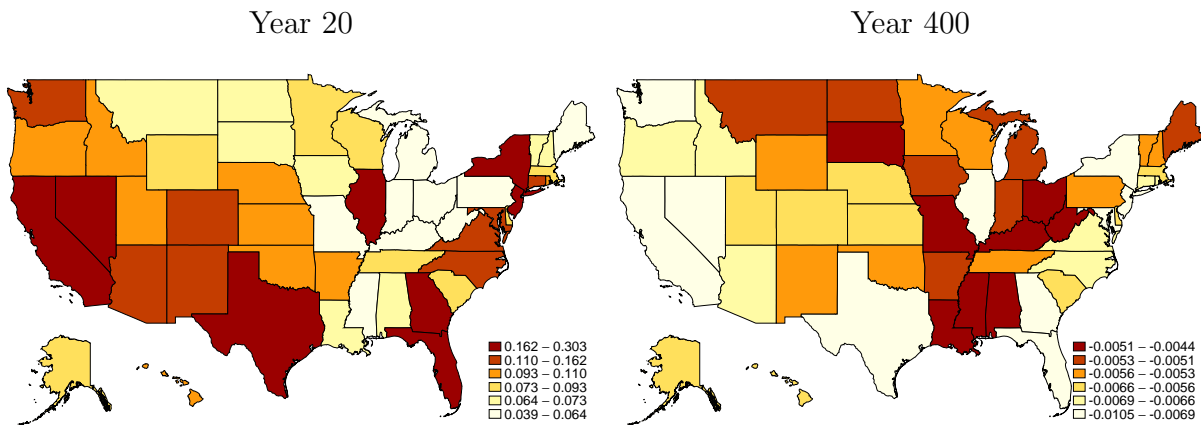 Year 20
Year 400
0.162 – 0.303
0.110 – 0.162
0.093 – 0.110
0.073 – 0.093
0.064 – 0.073
0.039 – 0.064
-0.0051 – -0.0044
-0.0053 – -0.0051
-0.0056 – -0.0053
-0.0066 – -0.0056
-0.0069 – -0.0066
-0.0105 – -0.0069